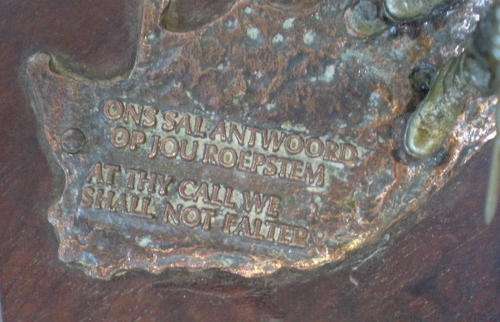 ONS SAL ANTWOORD
OP JOU ROEPSTEM
AT THY CALL WE
SHALL NOT FALTER